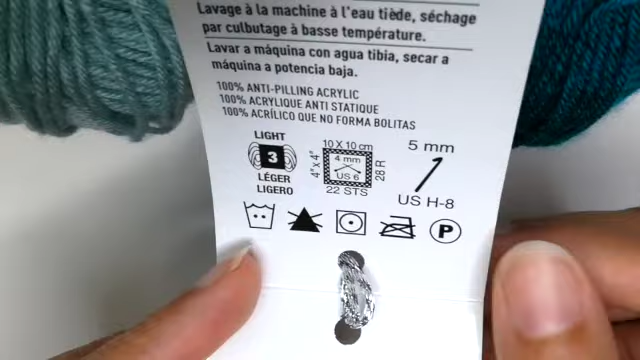 Lavage à la machine à l'eau tiède, séchage
par culbutage à basse température.
Lavar a máquina con agua tibia, secar a
máquina a potencia baja.
100% ANTI-PILLING ACRYLIC
100% ACRYLIQUE ANTI STATIQUE
100% ACRÍLICO QUE NO FORMA BOLITAS
LIGHT
3
LÉGER
LIGERO
10 X 10 cm
4" x 4"
4 mm
US 6
28 R
22 STS
5 mm
US H-8
P